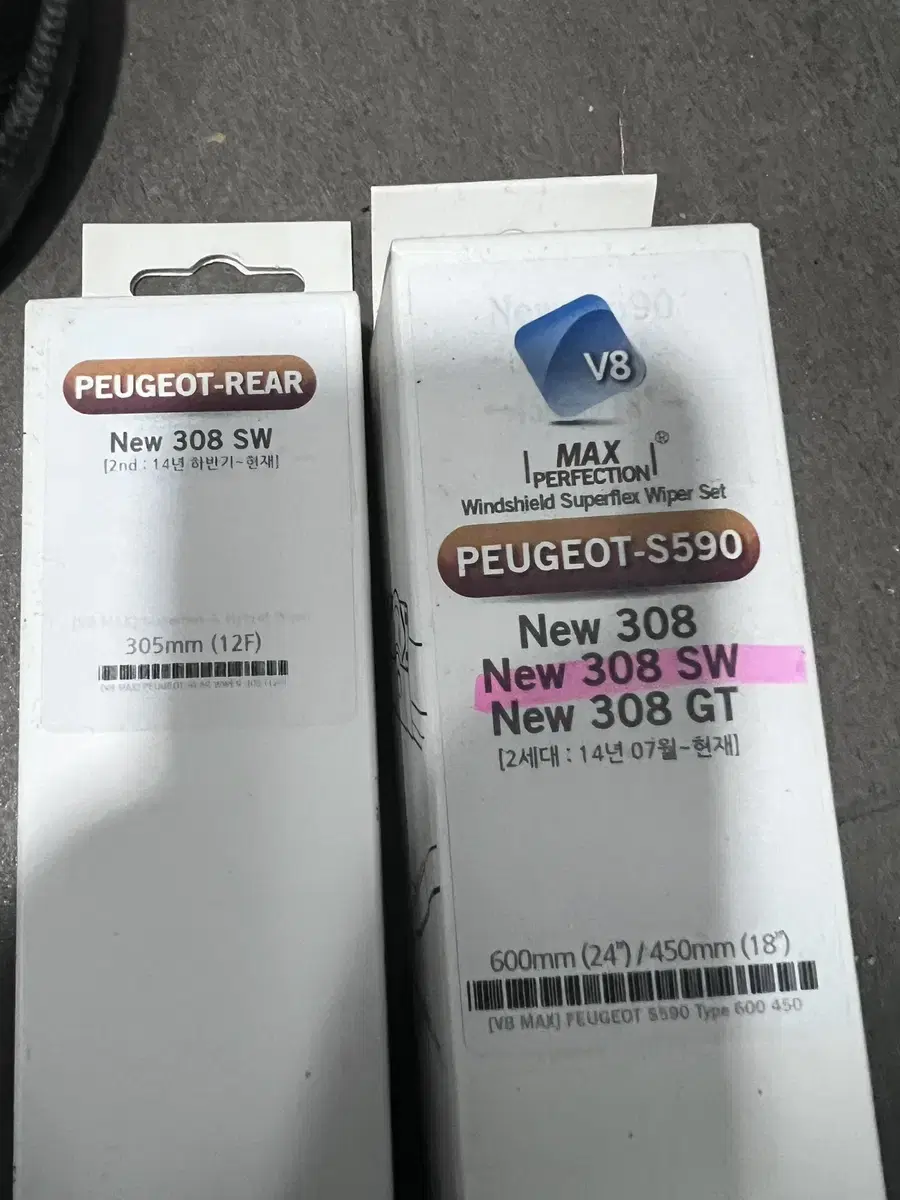 PEUGEOT-REAR
New 308 SW
[2nd : 14년 하반기~현재]
305mm (12F)
V8
MAX
PERFECTION
®
Windshield Superflex Wiper Set
PEUGEOT-S590
New 308
New 308 SW
New 308 GT
[2세대 : 14년 07월~현재]
600mm (24") / 450mm (18")
[V8 MAX] PEUGEOT S590 Type 600 450